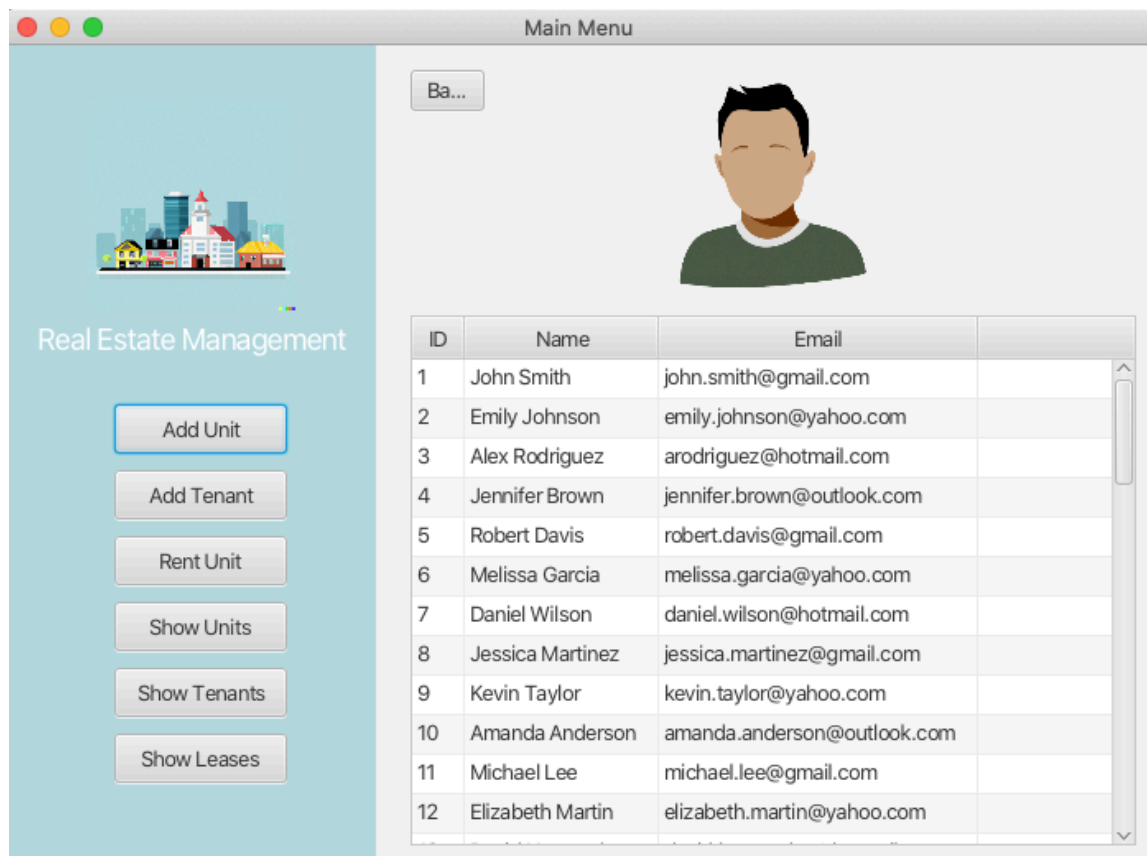 Main Menu
Real Estate Management
Add Unit
Add Tenant
Rent Unit
Show Units
Show Tenants
Show Leases
Ba...
ID Name Email
1 John Smith john.smith@gmail.com
2 Emily Johnson emily.johnson@yahoo.com
3 Alex Rodriguez arodriguez@hotmail.com
4 Jennifer Brown jennifer.brown@outlook.com
5 Robert Davis robert.davis@gmail.com
6 Melissa Garcia melissa.garcia@yahoo.com
7 Daniel Wilson daniel.wilson@hotmail.com
8 Jessica Martinez jessica.martinez@gmail.com
9 Kevin Taylor kevin.taylor@yahoo.com
10 Amanda Anderson amanda.anderson@outlook.com
11 Michael Lee michael.lee@gmail.com
12 Elizabeth Martin elizabeth.martin@yahoo.com